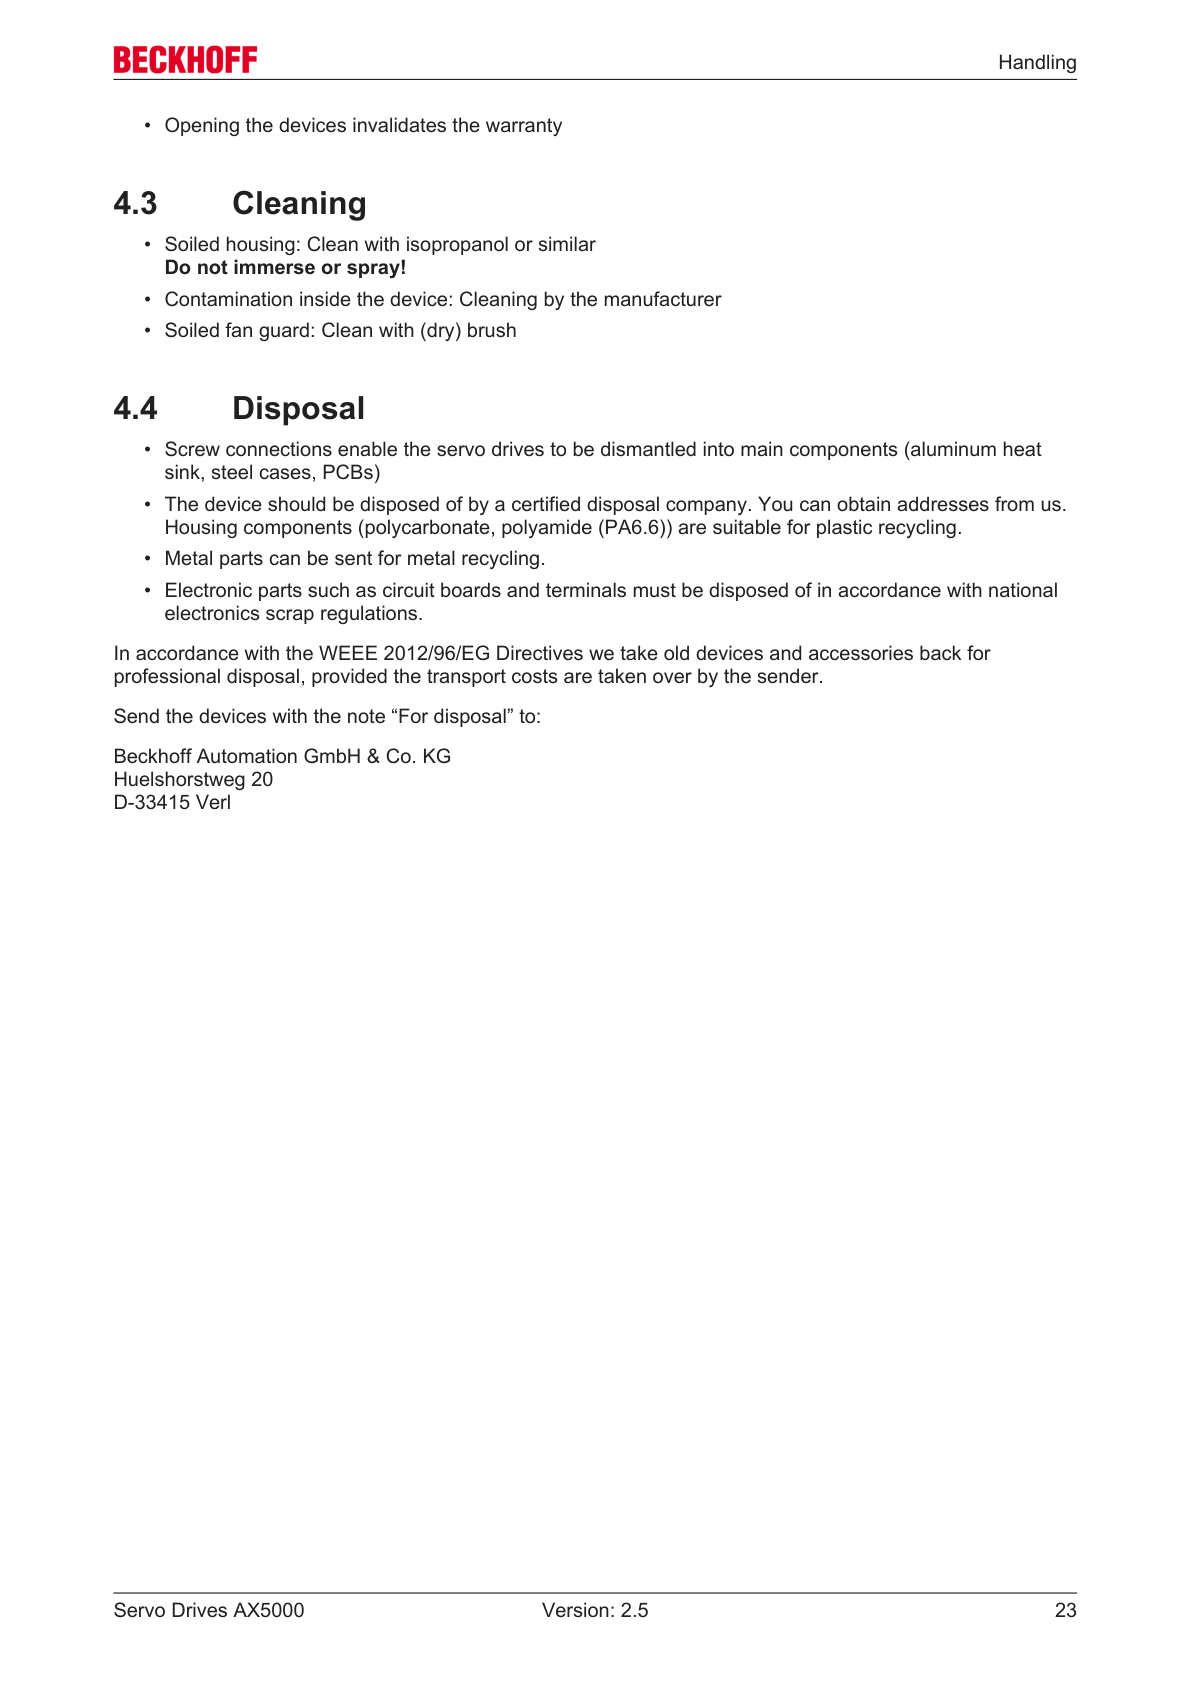 BECKHOFF
Handling
• Opening the devices invalidates the warranty
4.3 Cleaning
• Soiled housing: Clean with isopropanol or similar
Do not immerse or spray!
• Contamination inside the device: Cleaning by the manufacturer
• Soiled fan guard: Clean with (dry) brush
4.4 Disposal
• Screw connections enable the servo drives to be dismantled into main components (aluminum heat
sink, steel cases, PCBs)
• The device should be disposed of by a certified disposal company. You can obtain addresses from us.
Housing components (polycarbonate, polyamide (PA6.6)) are suitable for plastic recycling.
• Metal parts can be sent for metal recycling.
• Electronic parts such as circuit boards and terminals must be disposed of in accordance with national
electronics scrap regulations.
In accordance with the WEEE 2012/96/EG Directives we take old devices and accessories back for
professional disposal, provided the transport costs are taken over by the sender.
Send the devices with the note “For disposal” to:
Beckhoff Automation GmbH & Co. KG
Huelshorstweg 20
D-33415 Verl
Servo Drives AX5000 Version: 2.5 23